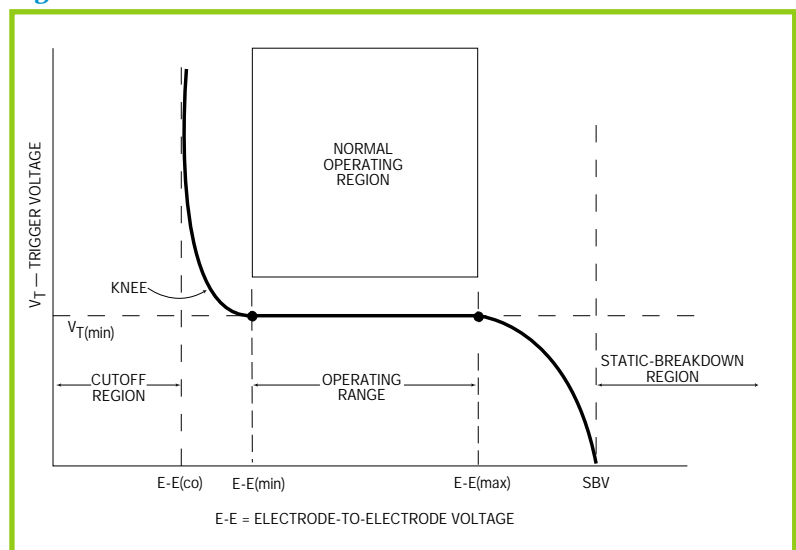 NORMAL
OPERATING
REGION
V_T — TRIGGER VOLTAGE
KNEE
V_T(min)
CUTOFF
REGION
OPERATING
RANGE
STATIC-BREAKDOWN
REGION
E-E(co)
E-E(min)
E-E(max)
SBV
E-E = ELECTRODE-TO-ELECTRODE VOLTAGE